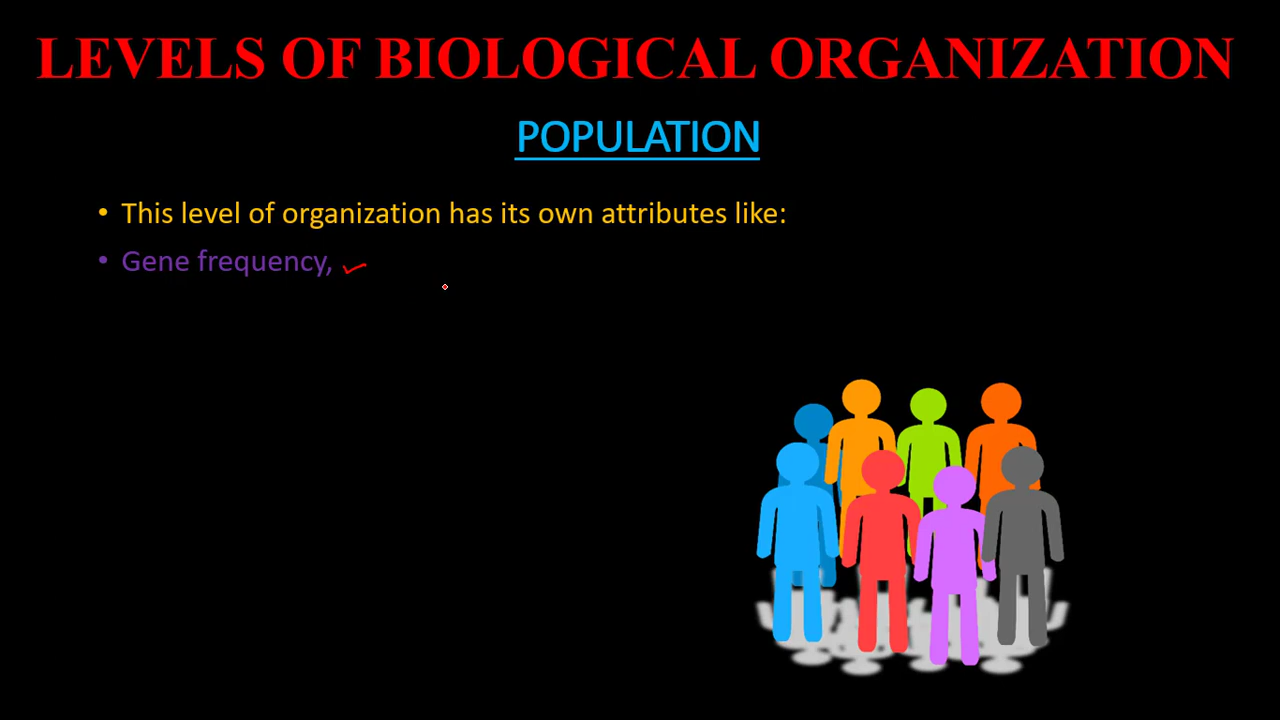 LEVELS OF BIOLOGICAL ORGANIZATION
POPULATION
• This level of organization has its own attributes like:
• Gene frequency,